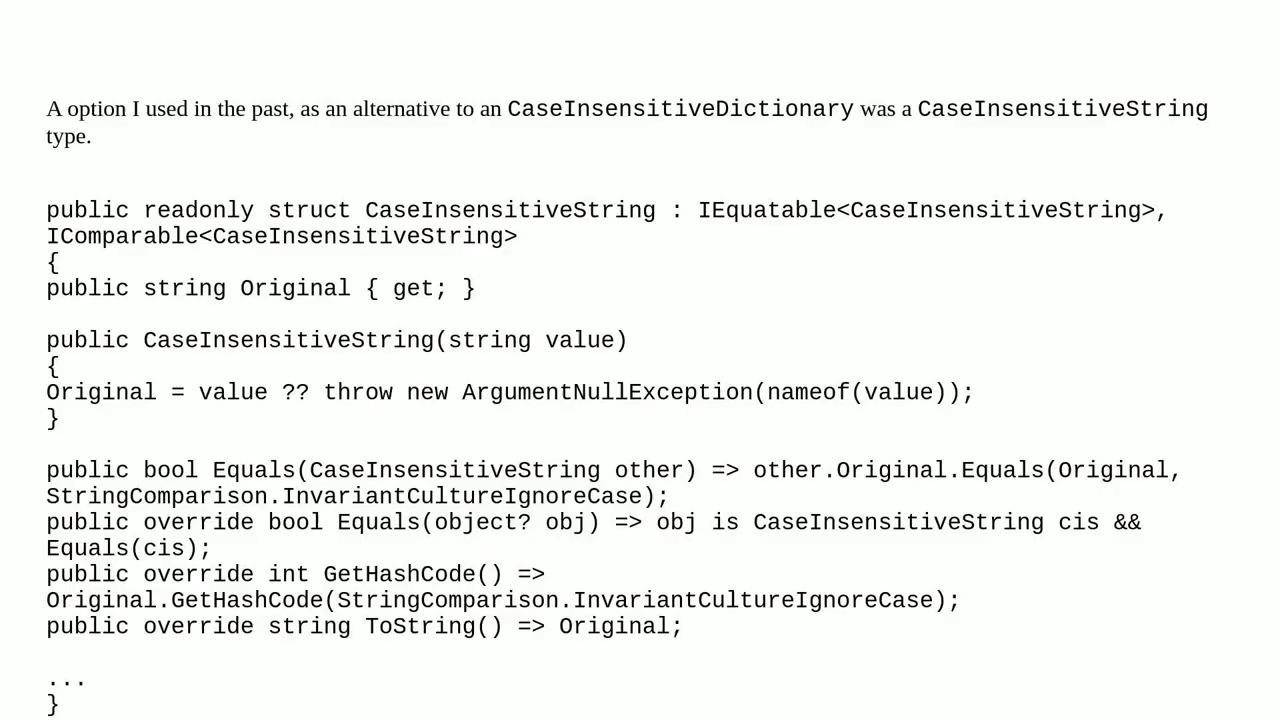 A option I used in the past, as an alternative to an CaseInsensitiveDictionary was a CaseInsensitiveString
type.
public readonly struct CaseInsensitiveString : IEquatable<CaseInsensitiveString>,
IComparable<CaseInsensitiveString>
{
public string Original { get; }
public CaseInsensitiveString(string value)
{
Original = value ?? throw new ArgumentNullException(nameof(value));
}
public bool Equals(CaseInsensitiveString other) => other.Original.Equals(Original,
StringComparison.InvariantCultureIgnoreCase);
public override bool Equals(object? obj) => obj is CaseInsensitiveString cis &&
Equals(cis);
public override int GetHashCode() =>
Original.GetHashCode(StringComparison.InvariantCultureIgnoreCase);
public override string ToString() => Original;
...
}